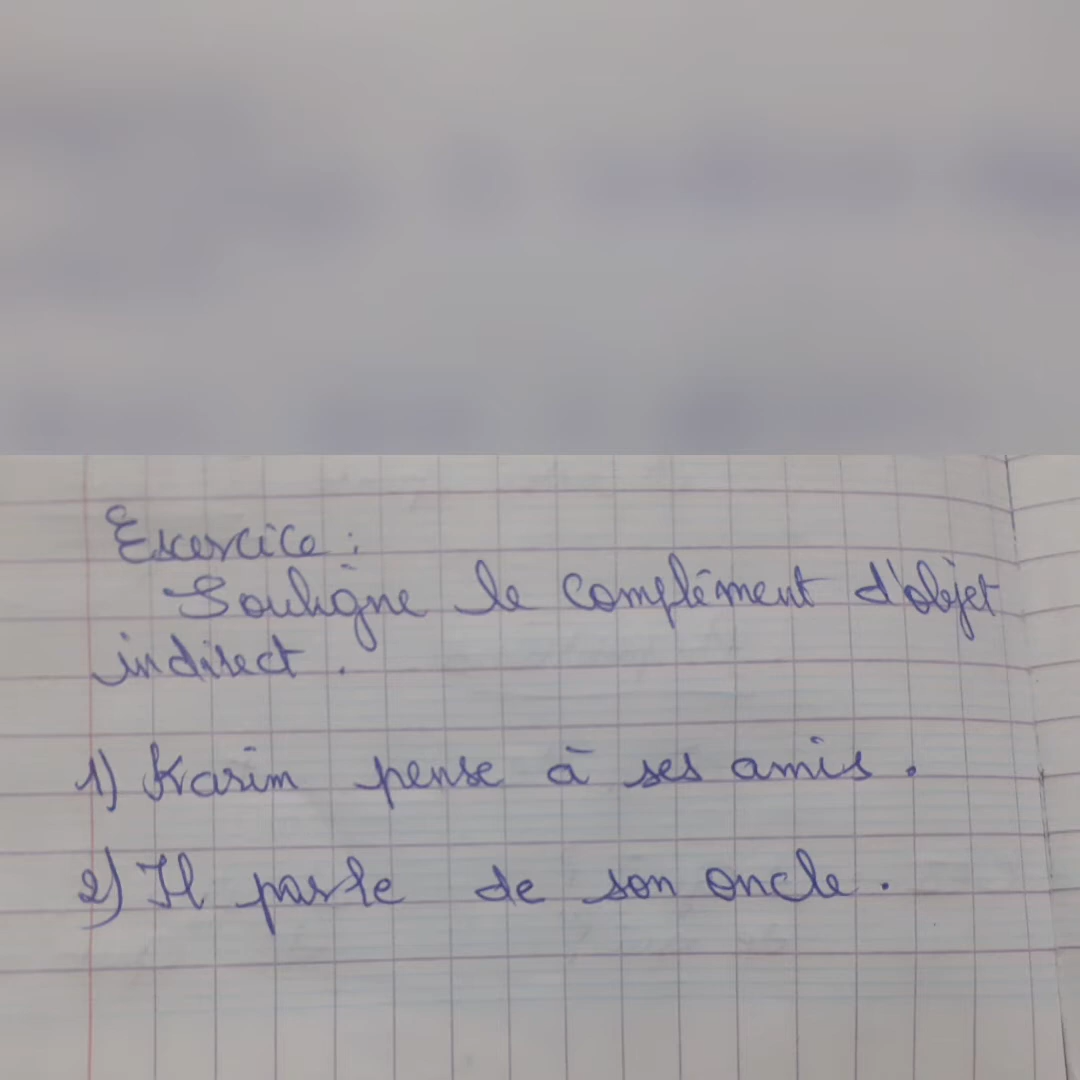 Exercice :
Souligne le complément d'objet
indirect .
1) Karim pense à ses amis .
2) Il parle de son oncle .